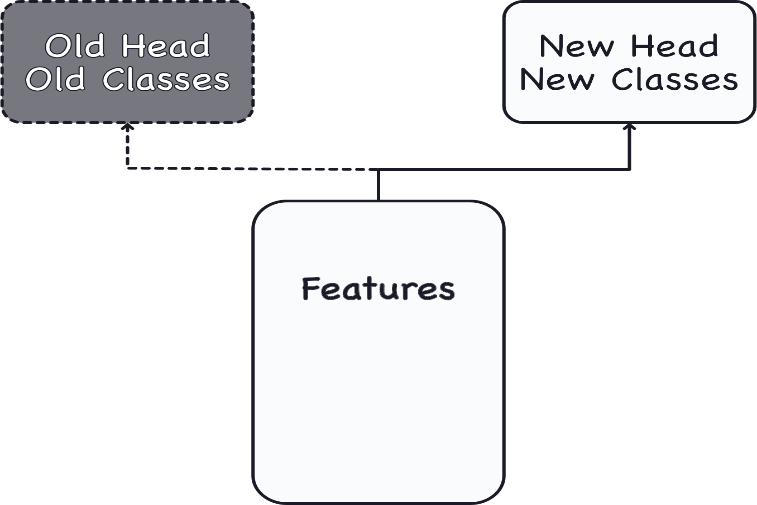 Old Head
Old Classes
New Head
New Classes
Features